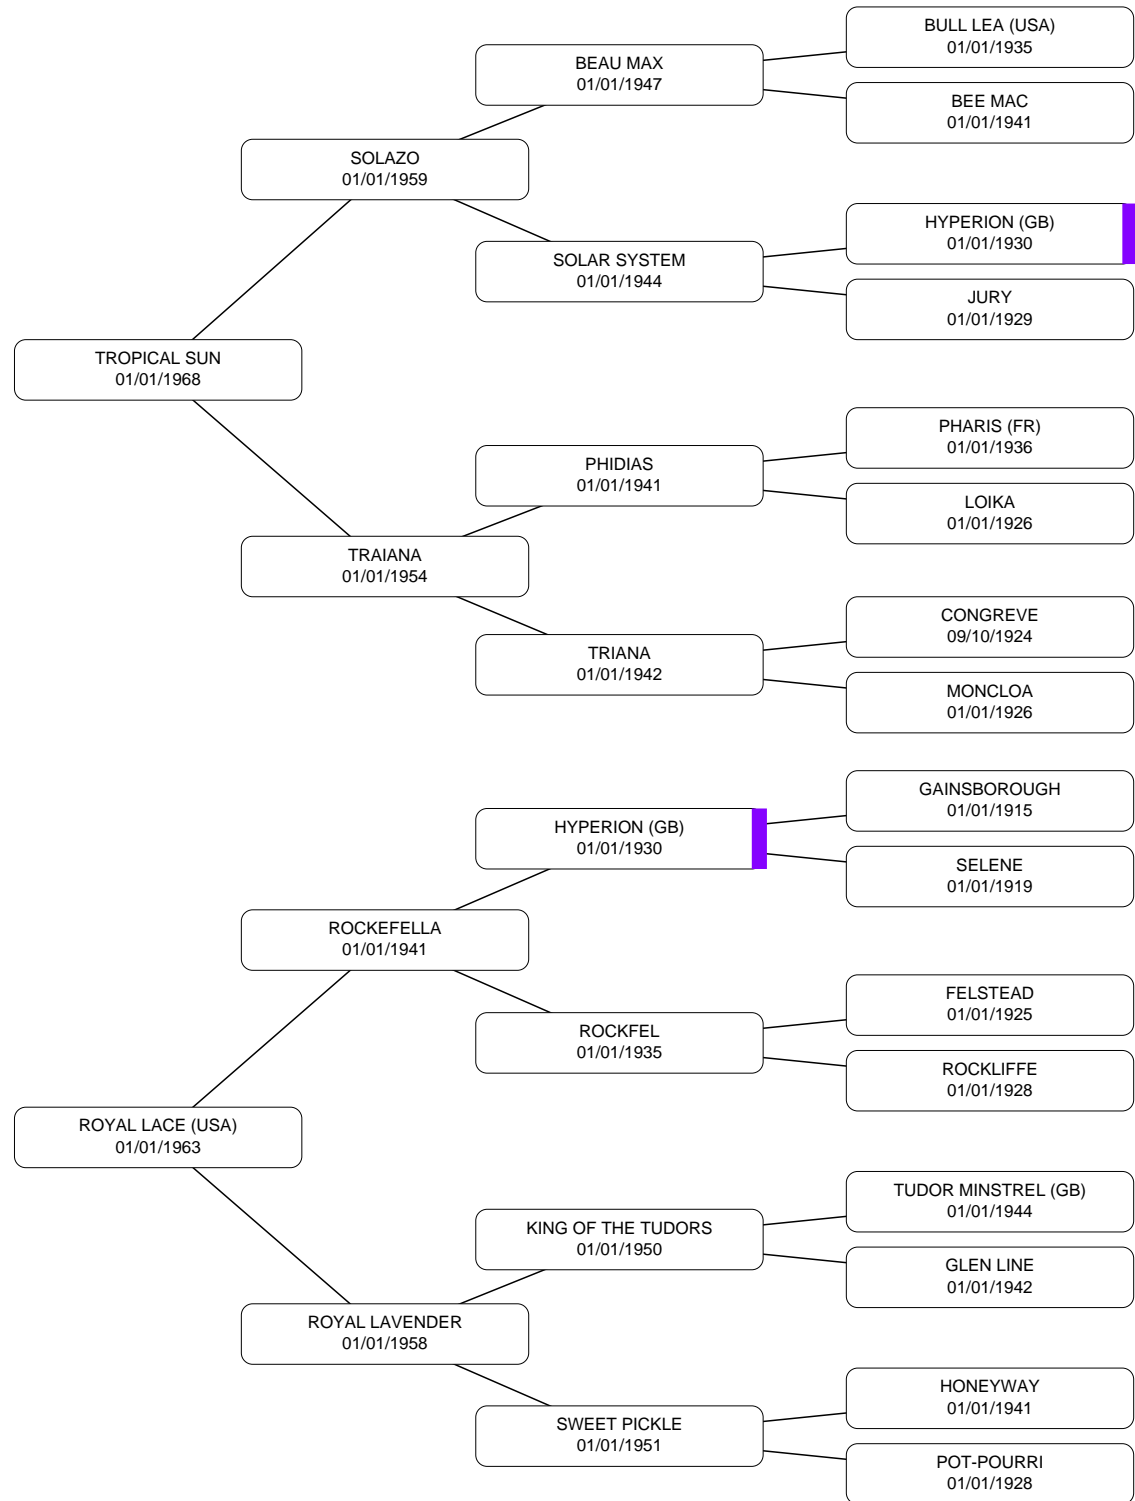 BULL LEA (USA)
01/01/1935
BEAU MAX
01/01/1947
BEE MAC
01/01/1941
SOLAZO
01/01/1959
HYPERION (GB)
01/01/1930
SOLAR SYSTEM
01/01/1944
JURY
01/01/1929
TROPICAL SUN
01/01/1968
PHARIS (FR)
01/01/1936
PHIDIAS
01/01/1941
LOIKA
01/01/1926
TRAIANA
01/01/1954
CONGREVE
09/10/1924
TRIANA
01/01/1942
MONCLOA
01/01/1926
GAINSBOROUGH
01/01/1915
HYPERION (GB)
01/01/1930
SELENE
01/01/1919
ROCKEFELLA
01/01/1941
FELSTEAD
01/01/1925
ROCKFEL
01/01/1935
ROCKLIFFE
01/01/1928
ROYAL LACE (USA)
01/01/1963
TUDOR MINSTREL (GB)
01/01/1944
KING OF THE TUDORS
01/01/1950
GLEN LINE
01/01/1942
ROYAL LAVENDER
01/01/1958
HONEYWAY
01/01/1941
SWEET PICKLE
01/01/1951
POT-POURRI
01/01/1928